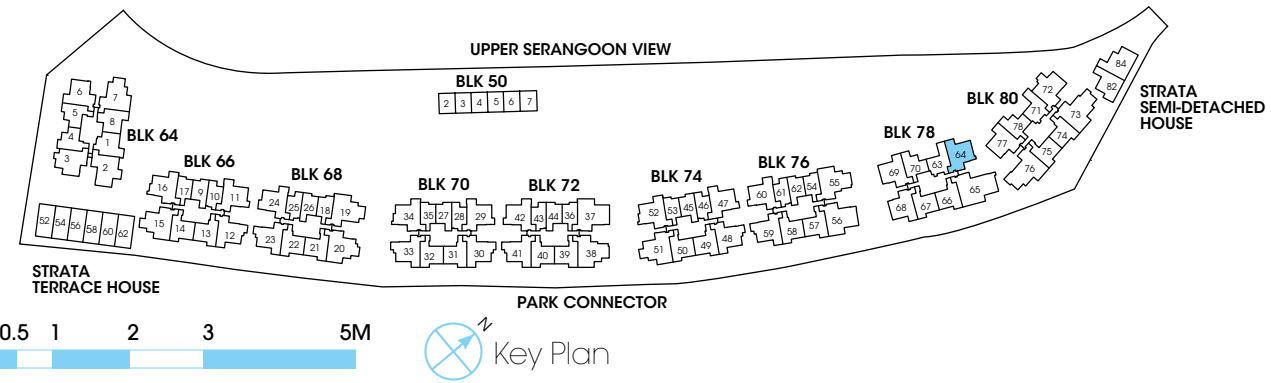 UPPER SERANGOON VIEW
BLK 50
2 3 4 5 6 7
84
82
STRATA
SEMI-DETACHED
HOUSE
BLK 80
72
71
78
77
73
74
75
76
6 7
5 8
4 1
3 2
BLK 64
BLK 78
69 70 63 64
68 67 66 65
BLK 66
16 17 9 10 11
15 14 13 12
BLK 68
24 25 26 18 19
23 22 21 20
BLK 70
34 35 27 28 29
33 32 31 30
BLK 72
42 43 44 36 37
41 40 39 38
BLK 74
52 53 45 46 47
51 50 49 48
BLK 76
60 61 62 54 55
59 58 57 56
52 54 56 58 60 62
STRATA
TERRACE HOUSE
PARK CONNECTOR
0.5 1 2 3 5M
N
Key Plan